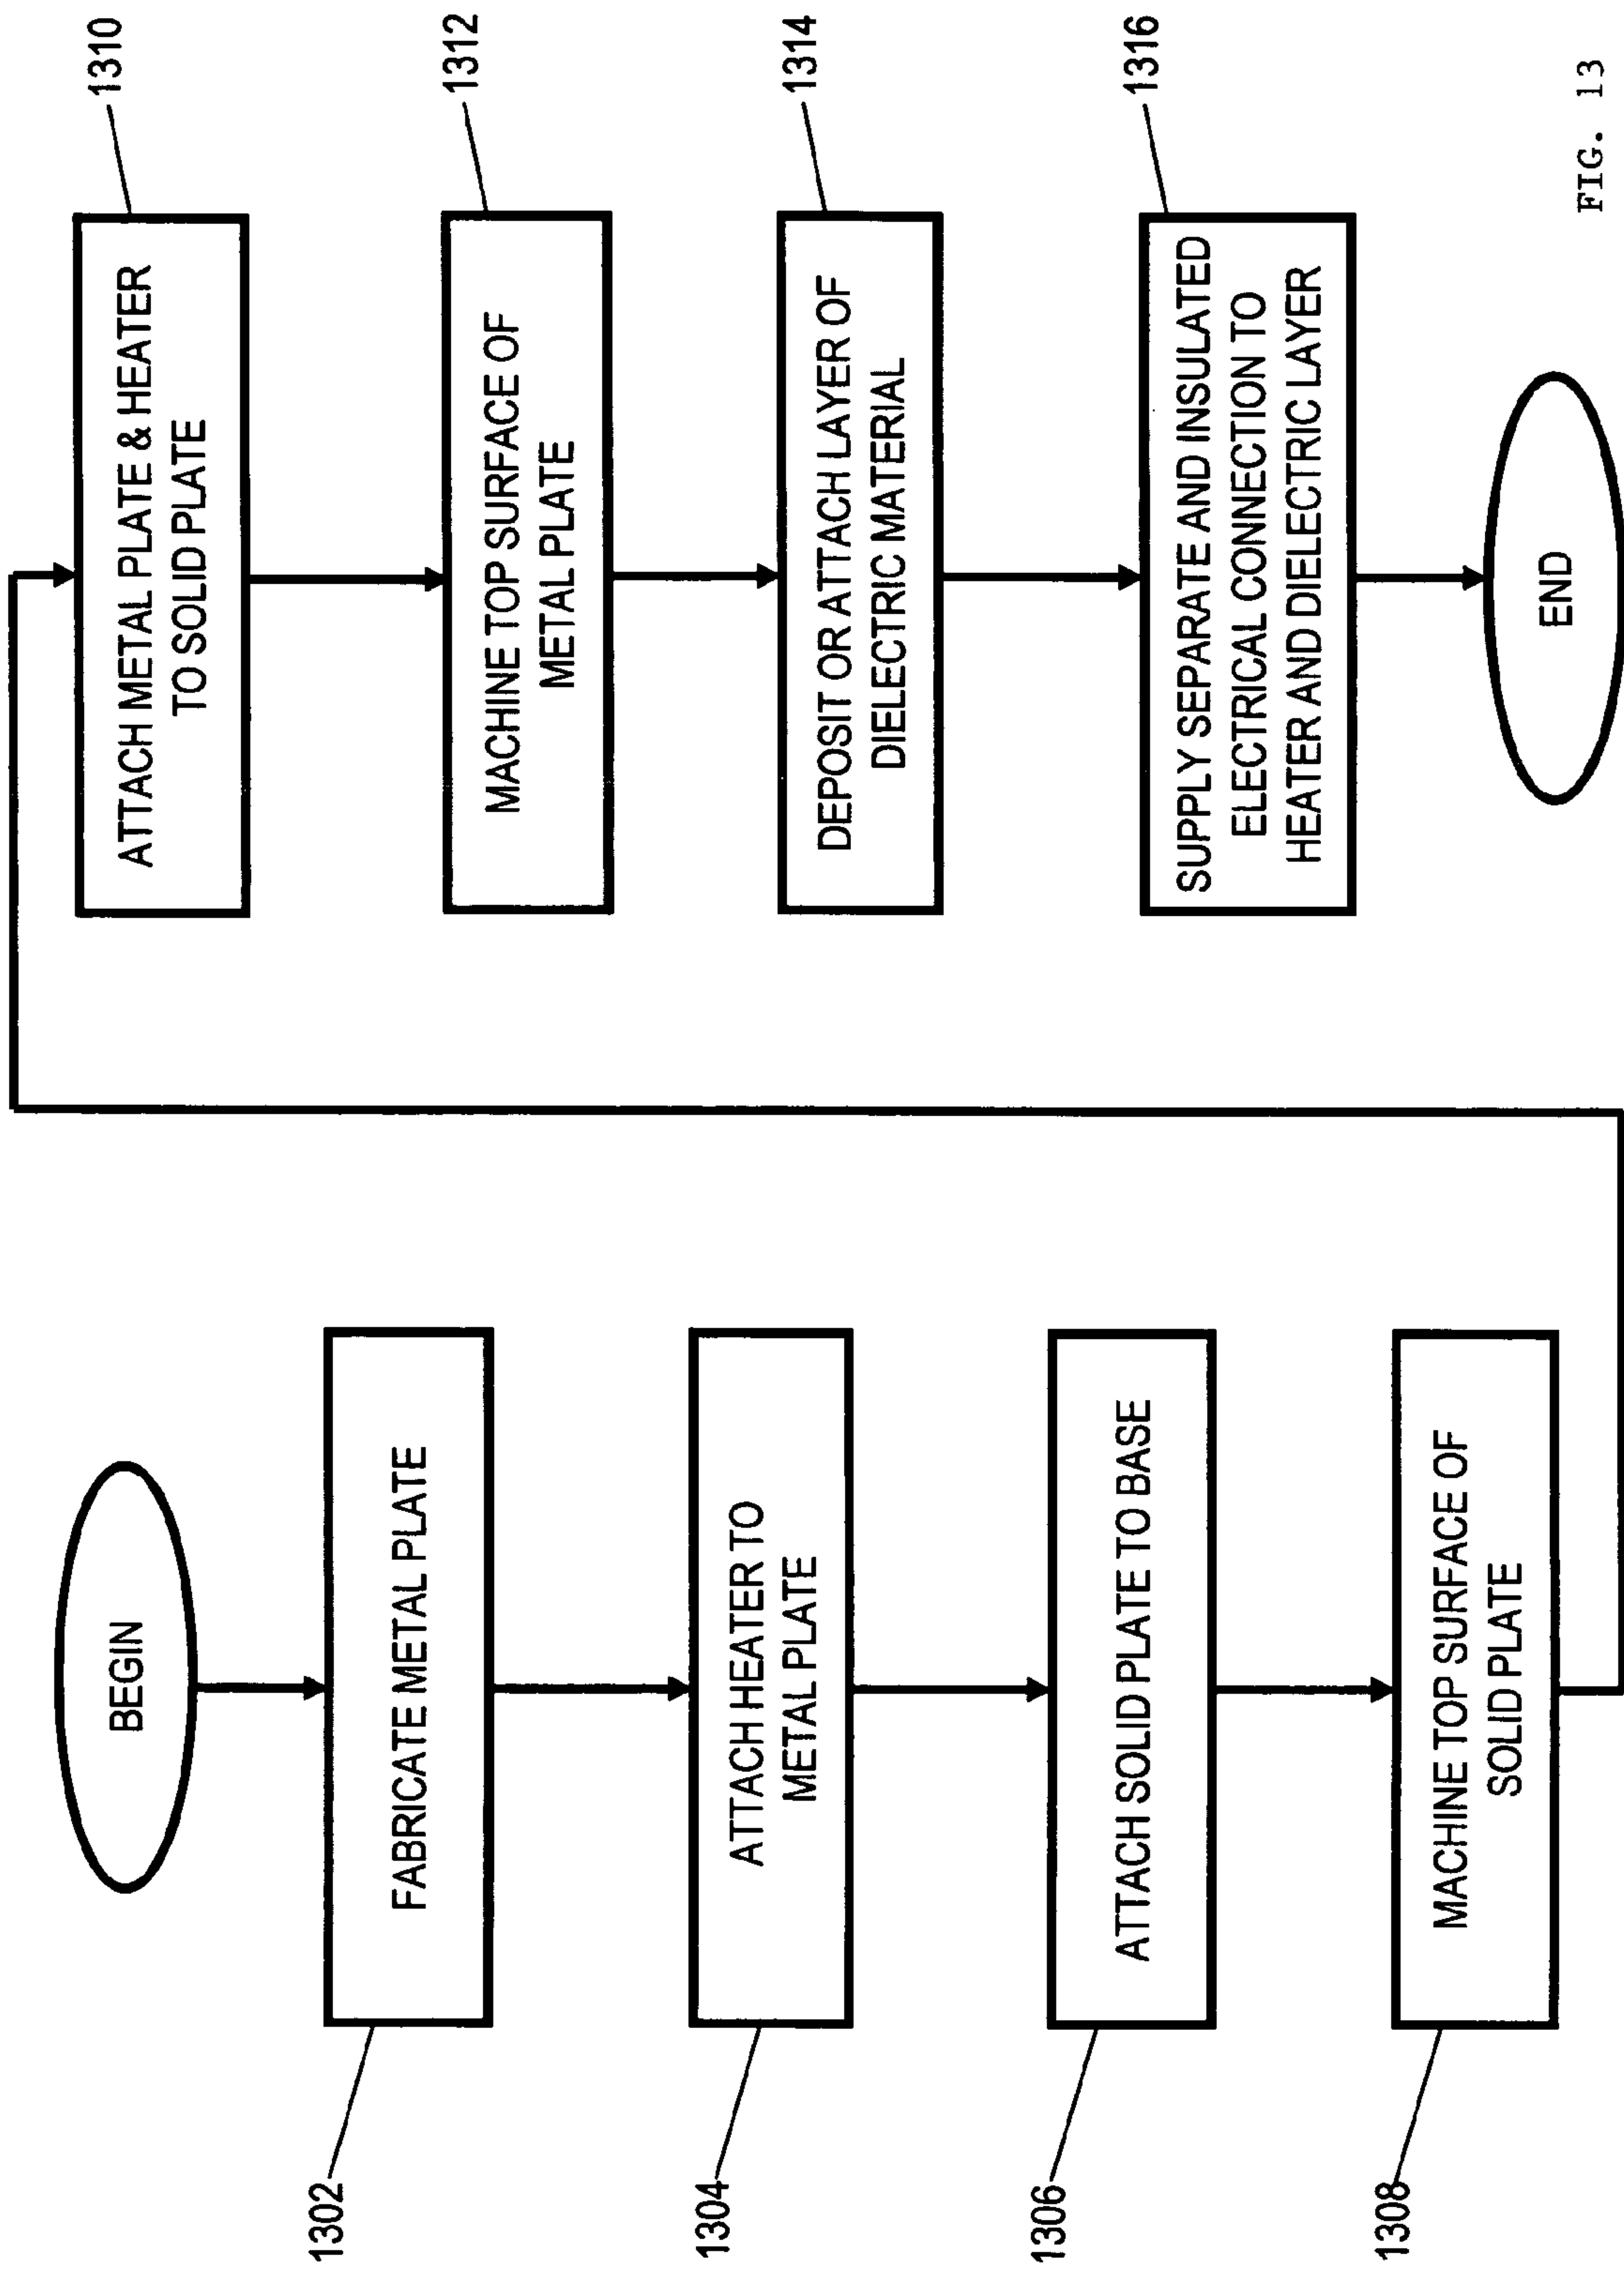 BEGIN
1302
FABRICATE METAL PLATE
1304
ATTACH HEATER TO
METAL PLATE
1306
ATTACH SOLID PLATE TO BASE
1308
MACHINE TOP SURFACE OF
SOLID PLATE
1310
ATTACH METAL PLATE & HEATER
TO SOLID PLATE
1312
MACHINE TOP SURFACE OF
METAL PLATE
1314
DEPOSIT OR ATTACH LAYER OF
DIELECTRIC MATERIAL
1316
SUPPLY SEPARATE AND INSULATED
ELECTRICAL CONNECTION TO
HEATER AND DIELECTRIC LAYER
END
FIG. 13